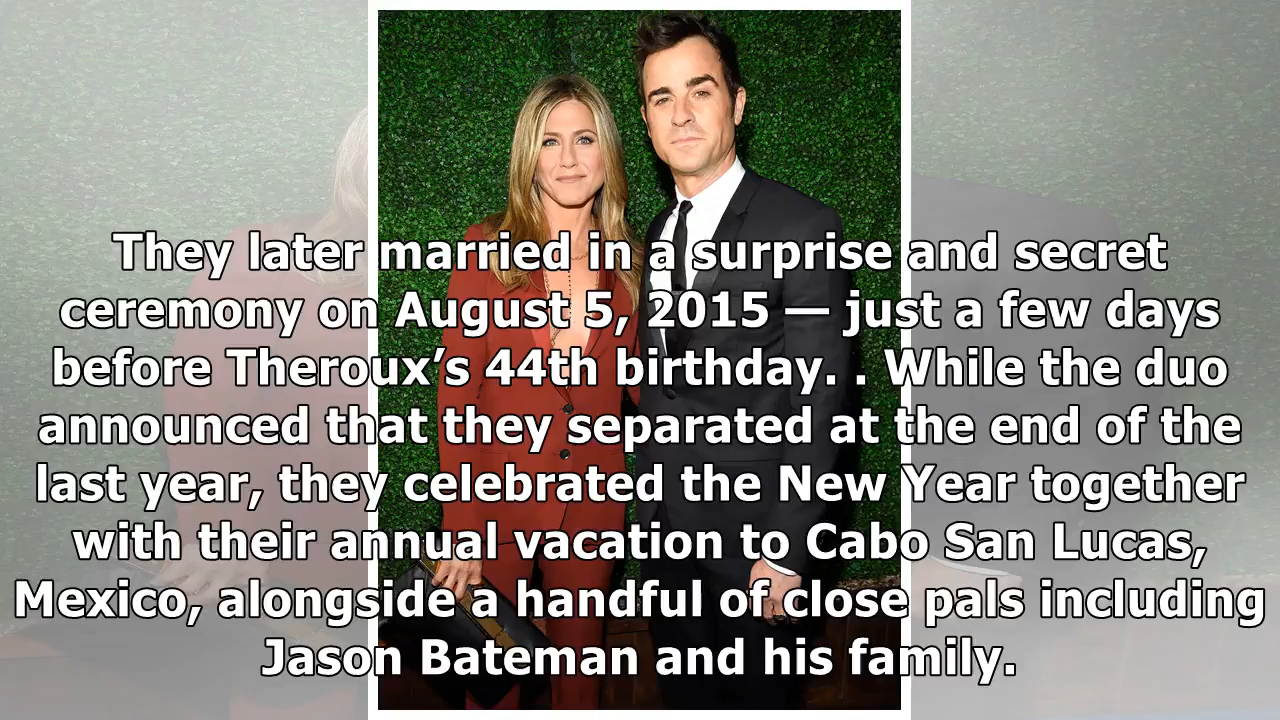 They later married in a surprise and secret
ceremony on August 5, 2015 — just a few days
before Theroux’s 44th birthday. . While the duo
announced that they separated at the end of the
last year, they celebrated the New Year together
with their annual vacation to Cabo San Lucas,
Mexico, alongside a handful of close pals including
Jason Bateman and his family.